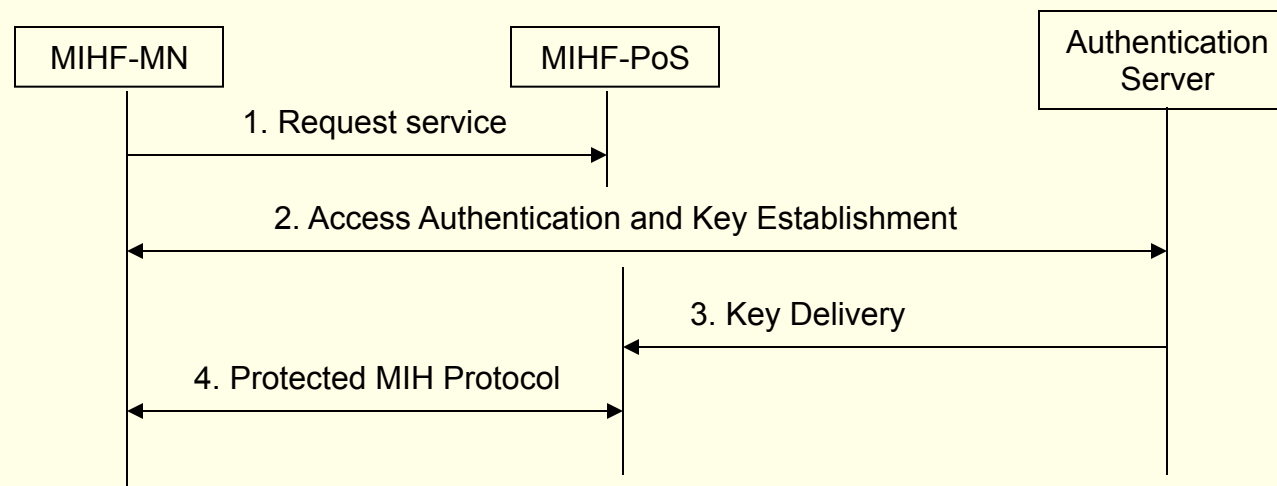 MIHF-MN
MIHF-PoS
Authentication
Server
1. Request service
2. Access Authentication and Key Establishment
3. Key Delivery
4. Protected MIH Protocol